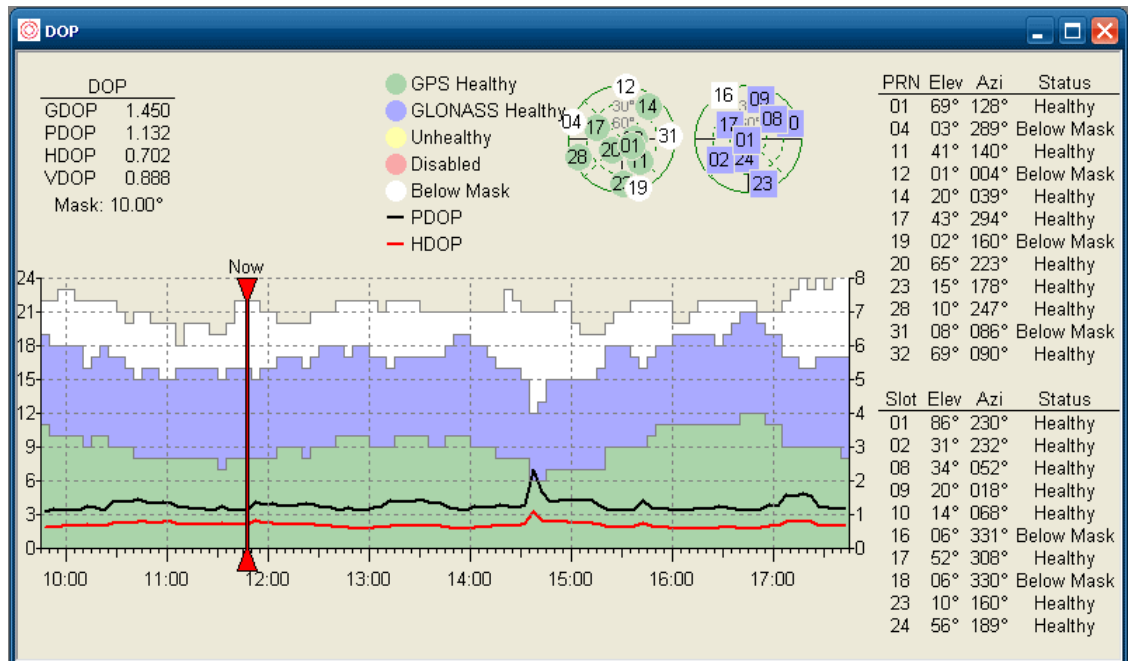 DOP
DOP
GDOP 1.450
PDOP 1.132
HDOP 0.702
VDOP 0.888
Mask: 10.00°
GPS Healthy
GLONASS Healthy
Unhealthy
Disabled
Below Mask
PDOP
HDOP
12
30°
14
04
17
60°
31
20
01
28
19
16
09
17
08
01
02
24
23
PRN Elev Azi Status
01 69° 128° Healthy
04 03° 289° Below Mask
11 41° 140° Healthy
12 01° 004° Below Mask
14 20° 039° Healthy
17 43° 294° Healthy
19 02° 160° Below Mask
20 65° 223° Healthy
23 15° 178° Healthy
28 10° 247° Healthy
31 08° 086° Below Mask
32 69° 090° Healthy
Slot Elev Azi Status
01 86° 230° Healthy
02 31° 232° Healthy
08 34° 052° Healthy
09 20° 018° Healthy
10 14° 068° Healthy
16 06° 331° Below Mask
17 52° 308° Healthy
18 06° 330° Below Mask
23 10° 160° Healthy
24 56° 189° Healthy
Now
24 8
21 7
18 6
15 5
12 4
9 3
6 2
3 1
0 0
10:00 11:00 12:00 13:00 14:00 15:00 16:00 17:00